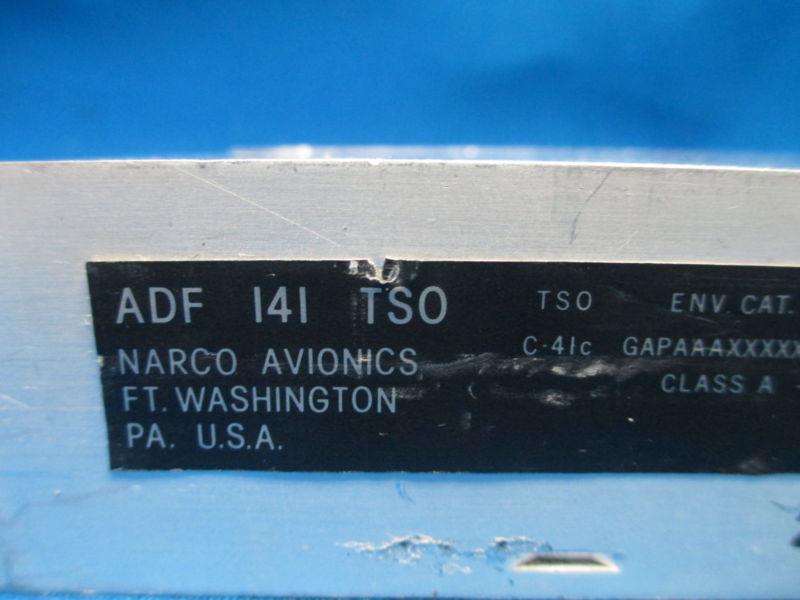 ADF 141 TSO
NARCO AVIONICS
FT. WASHINGTON
PA. U.S.A.
TSO
C-41c
ENV. CAT.
GAPAAAXXXXX
CLASS A